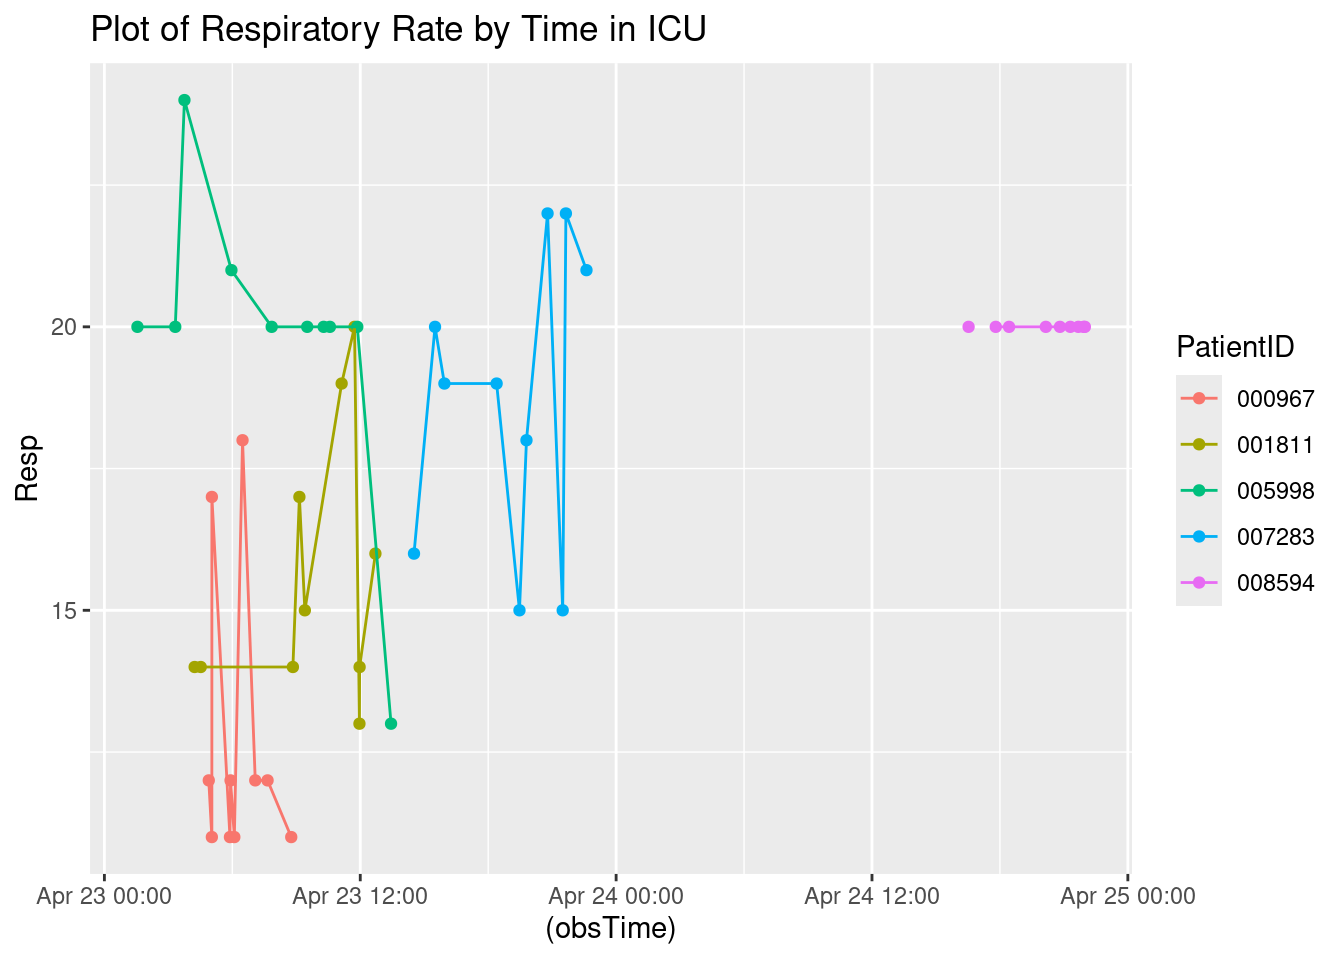 Plot of Respiratory Rate by Time in ICU
Resp
20
15
Apr 23 00:00
Apr 23 12:00
Apr 24 00:00
Apr 24 12:00
Apr 25 00:00
(obsTime)
PatientID
000967
001811
005998
007283
008594